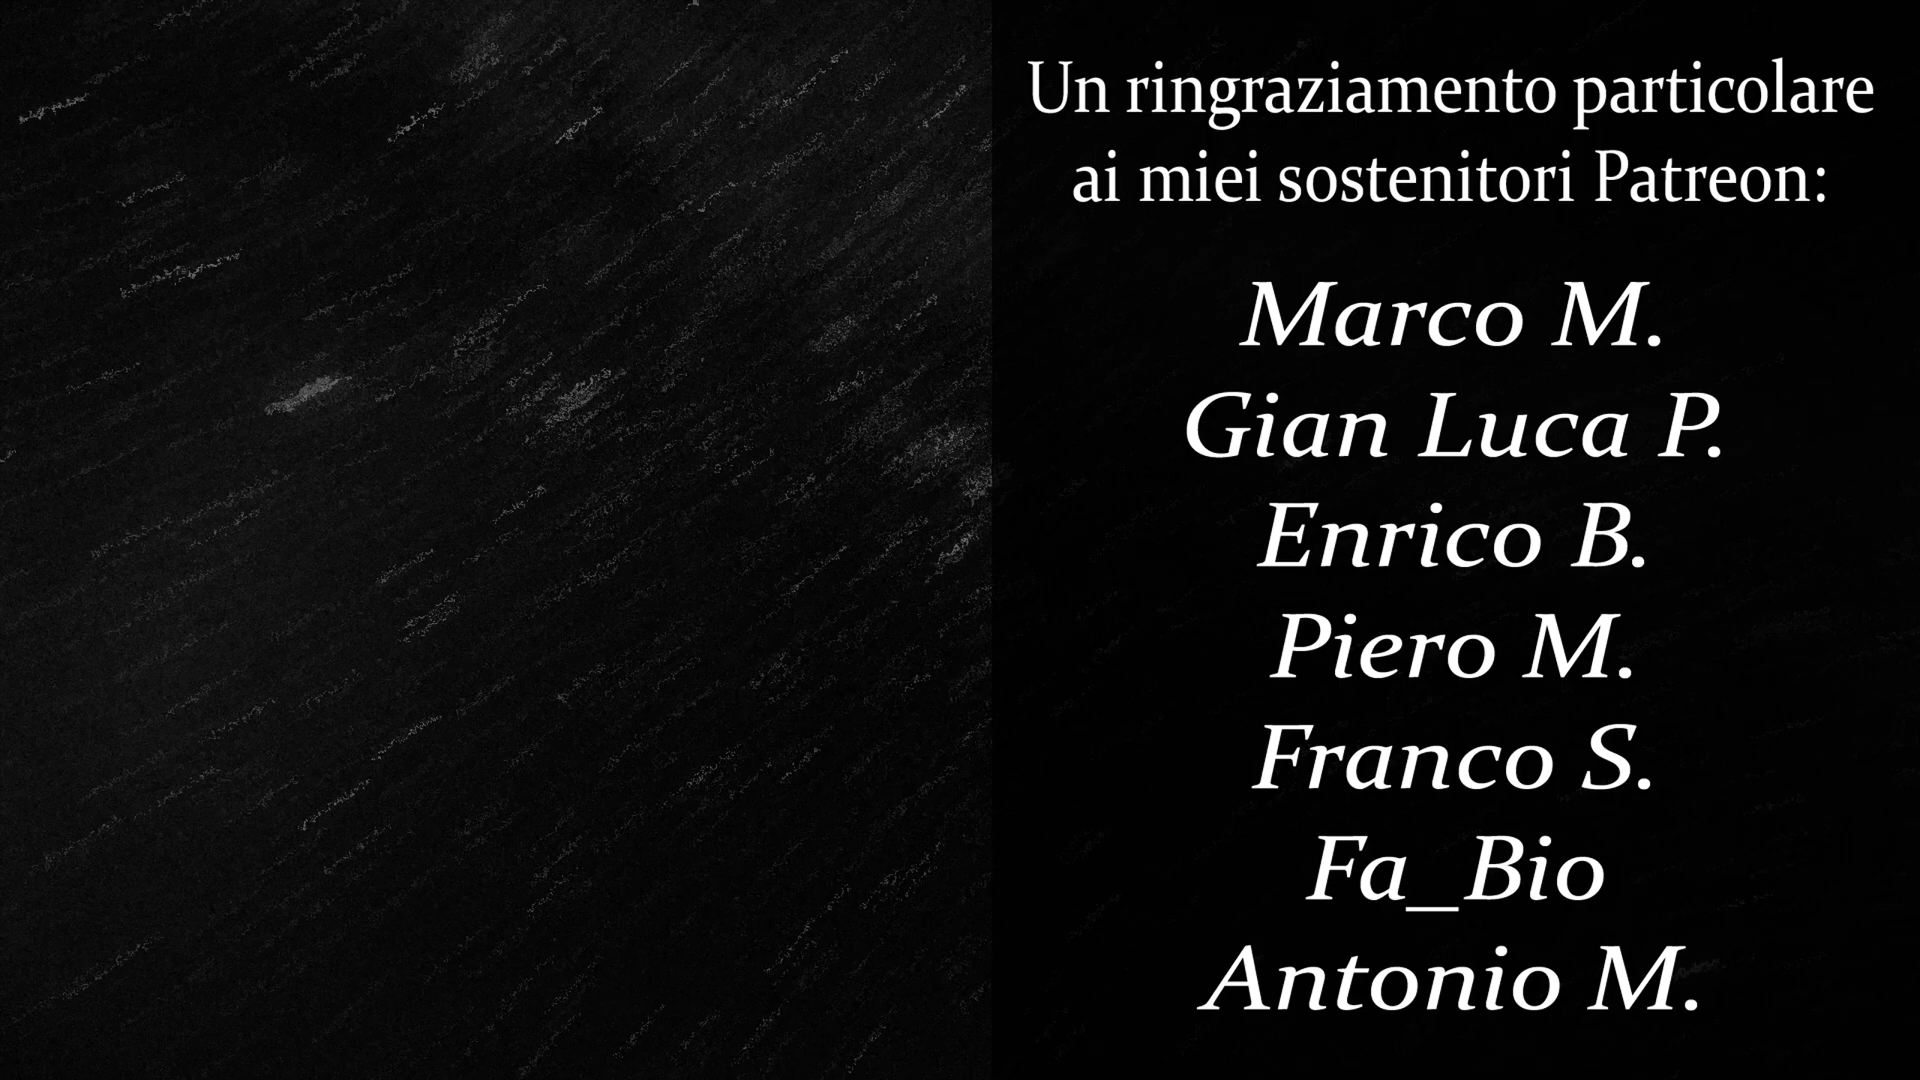 Un ringraziamento particolare
ai miei sostenitori Patreon:
Marco M.
Gian Luca P.
Enrico B.
Piero M.
Franco S.
Fa_Bio
Antonio M.